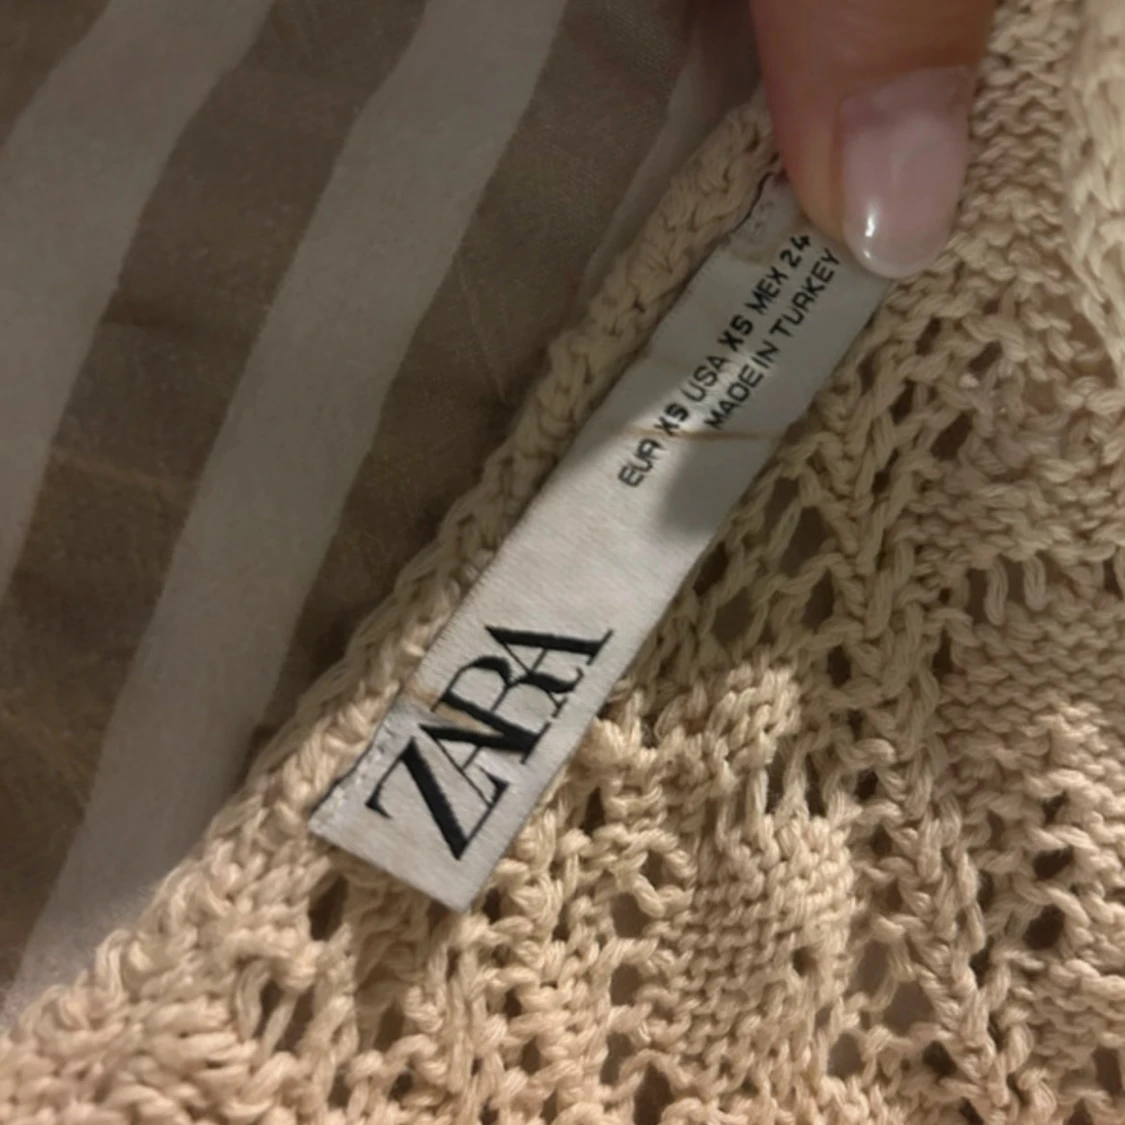 ZARA
EUR XS USA XS MEX 24
MADE IN TURKEY